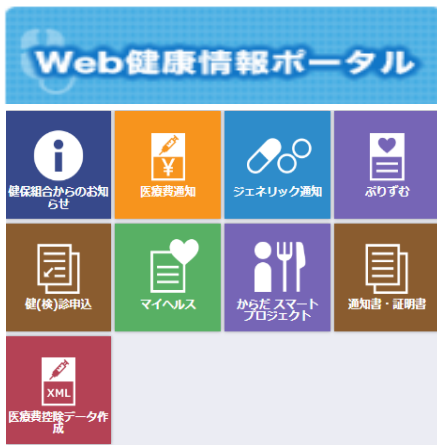 Web健康情報ポータル
健保組合からのお知
らせ
¥
医療費通知
ジェネリック通知
ぷりずむ
健(検)診申込
マイヘルス
からだ スマート
プロジェクト
通知書・証明書
XML
医療費控除データ作
成